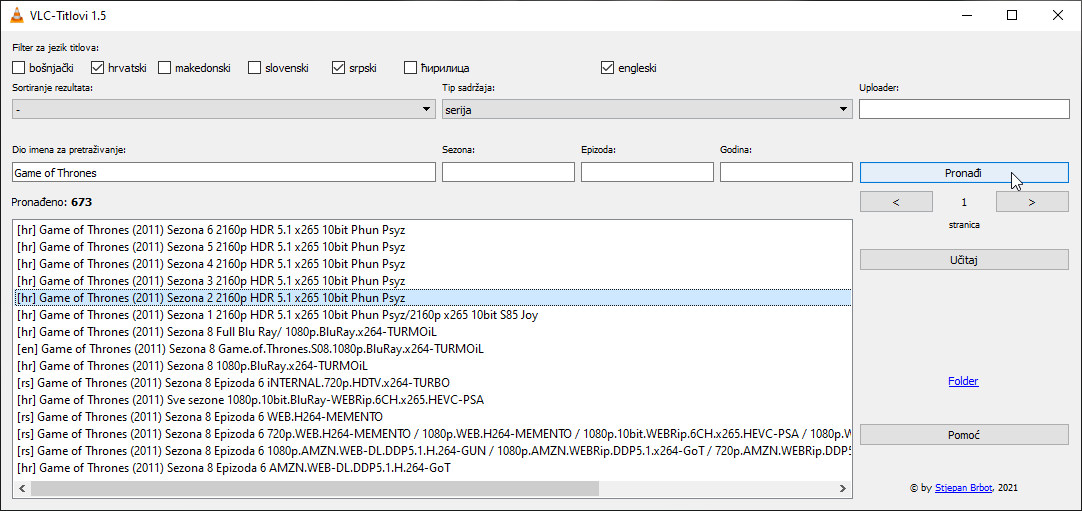 VLC-Titlovi 1.5
Filter za jezik titlova:
bošnjački hrvatski makedonski slovenski srpski ћирилица engleski
Sortiranje rezultata: Tip sadržaja: Uploader:
- serija
Dio imena za pretraživanje: Sezona: Epizoda: Godina:
Game of Thrones Pronađi
Pronađeno: 673 < 1 >
stranica
[hr] Game of Thrones (2011) Sezona 6 2160p HDR 5.1 x265 10bit Phun Psyz
[hr] Game of Thrones (2011) Sezona 5 2160p HDR 5.1 x265 10bit Phun Psyz
[hr] Game of Thrones (2011) Sezona 4 2160p HDR 5.1 x265 10bit Phun Psyz
[hr] Game of Thrones (2011) Sezona 3 2160p HDR 5.1 x265 10bit Phun Psyz
[hr] Game of Thrones (2011) Sezona 2 2160p HDR 5.1 x265 10bit Phun Psyz
[hr] Game of Thrones (2011) Sezona 1 2160p HDR 5.1 x265 10bit Phun Psyz/2160p x265 10bit S85 Joy
[hr] Game of Thrones (2011) Sezona 8 Full Blu Ray/ 1080p.BluRay.x264-TURMOiL
[en] Game of Thrones (2011) Sezona 8 Game.of.Thrones.S08.1080p.BluRay.x264-TURMOiL
[hr] Game of Thrones (2011) Sezona 8 1080p.BluRay.x264-TURMOiL
[rs] Game of Thrones (2011) Sezona 8 Epizoda 6 iNTERNAL.720p.HDTV.x264-TURBO
[hr] Game of Thrones (2011) Sve sezone 1080p.10bit.BluRay-WEBRip.6CH.x265.HEVC-PSA
[rs] Game of Thrones (2011) Sezona 8 Epizoda 6 WEB.H264-MEMENTO
[rs] Game of Thrones (2011) Sezona 8 Epizoda 6 720p.WEB.H264-MEMENTO / 1080p.WEB.H264-MEMENTO / 1080p.10bit.WEBRip.6CH.x265.HEVC-PSA / 1080p.W
[rs] Game of Thrones (2011) Sezona 8 Epizoda 6 1080p.AMZN.WEB-DL.DDP5.1.H.264-GUN / 1080p.AMZN.WEBRip.DDP5.1.x264-GoT / 720p.AMZN.WEBRip.DDP5
[hr] Game of Thrones (2011) Sezona 8 Epizoda 6 AMZN.WEB-DL.DDP5.1.H.264-GoT
Učitaj
Folder
Pomoć
© by Stjepan Brbot, 2021